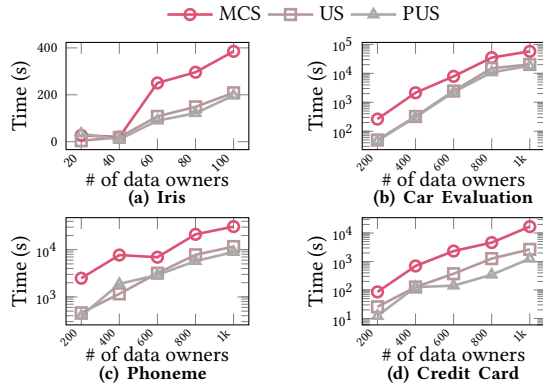 MCS US PUS
400
200
0
Time (s)
20 40 60 80 100
# of data owners
(a) Iris
10^5
10^4
10^3
10^2
Time (s)
200 400 600 800 1k
# of data owners
(b) Car Evaluation
10^4
10^3
Time (s)
200 400 600 800 1k
# of data owners
(c) Phoneme
10^4
10^3
10^2
10^1
Time (s)
200 400 600 800 1k
# of data owners
(d) Credit Card